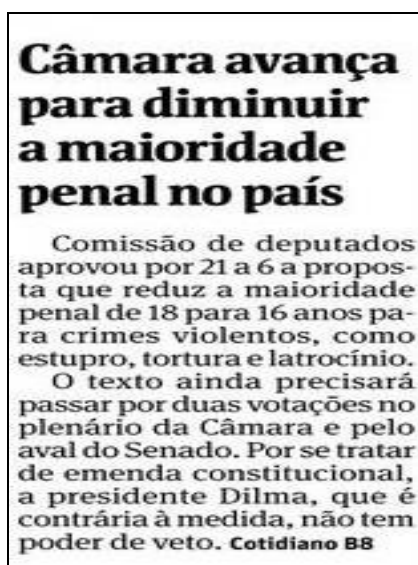 Câmara avança
para diminuir
a maioridade
penal no país
Comissão de deputados
aprovou por 21 a 6 a propos-
ta que reduz a maioridade
penal de 18 para 16 anos pa-
ra crimes violentos, como
estupro, tortura e latrocínio.
O texto ainda precisará
passar por duas votações no
plenário da Câmara e pelo
aval do Senado. Por se tratar
de emenda constitucional,
a presidente Dilma, que é
contrária à medida, não tem
poder de veto. Cotidiano B8